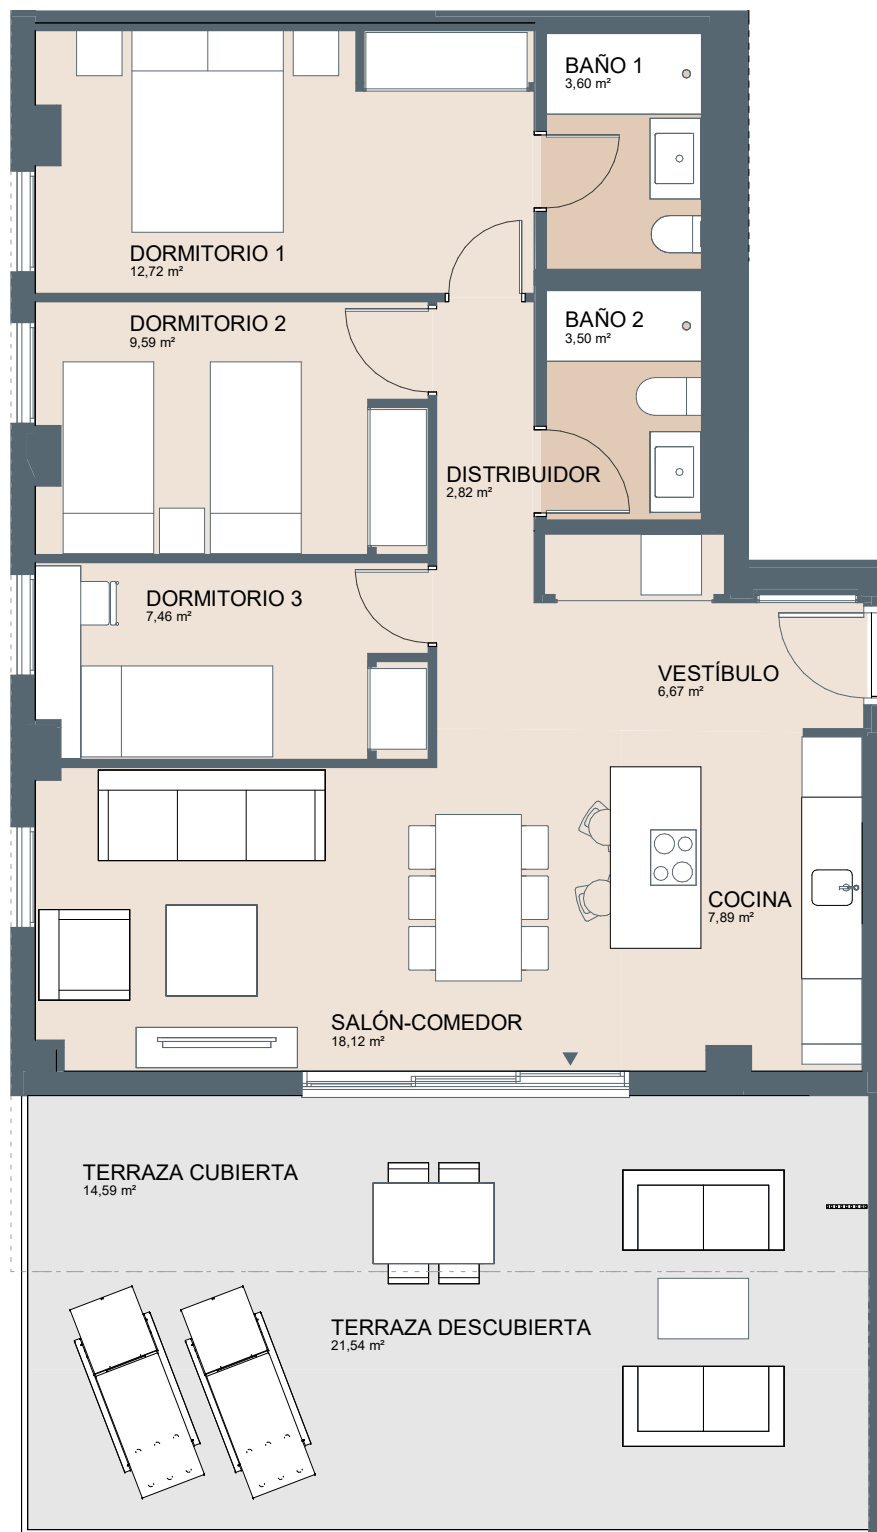 BAÑO 1
3,60 m²
DORMITORIO 1
12,72 m²
DORMITORIO 2
9,59 m²
BAÑO 2
3,50 m²
DISTRIBUIDOR
2,82 m²
DORMITORIO 3
7,46 m²
VESTÍBULO
6,67 m²
COCINA
7,89 m²
SALÓN-COMEDOR
18,12 m²
TERRAZA CUBIERTA
14,59 m²
TERRAZA DESCUBIERTA
21,54 m²